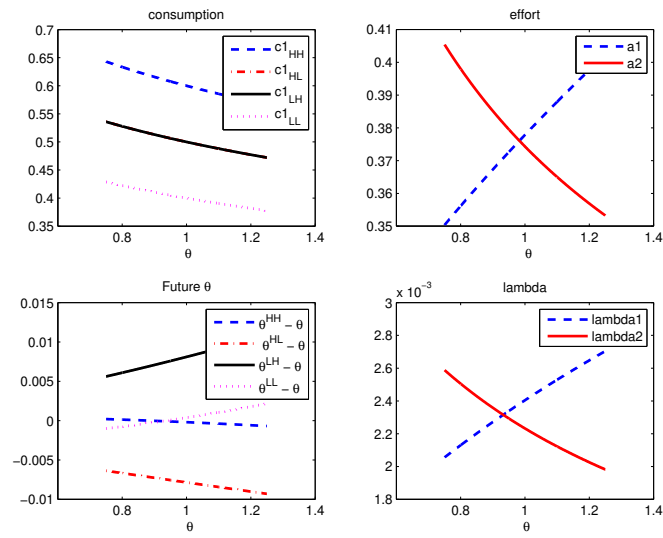 consumption
0.7
0.65
0.6
0.55
0.5
0.45
0.4
0.35
0.8
1
1.2
1.4
θ
c1HH
c1HL
c1LH
c1LL
effort
0.41
0.4
0.39
0.38
0.37
0.36
0.35
0.8
1
1.2
1.4
θ
a1
a2
Future θ
0.015
0.01
0.005
0
−0.005
−0.01
0.8
1
1.2
1.4
θ
θHH − θ
θHL − θ
θLH − θ
θLL − θ
lambda
x 10−3
3
2.8
2.6
2.4
2.2
2
1.8
0.8
1
1.2
1.4
θ
lambda1
lambda2